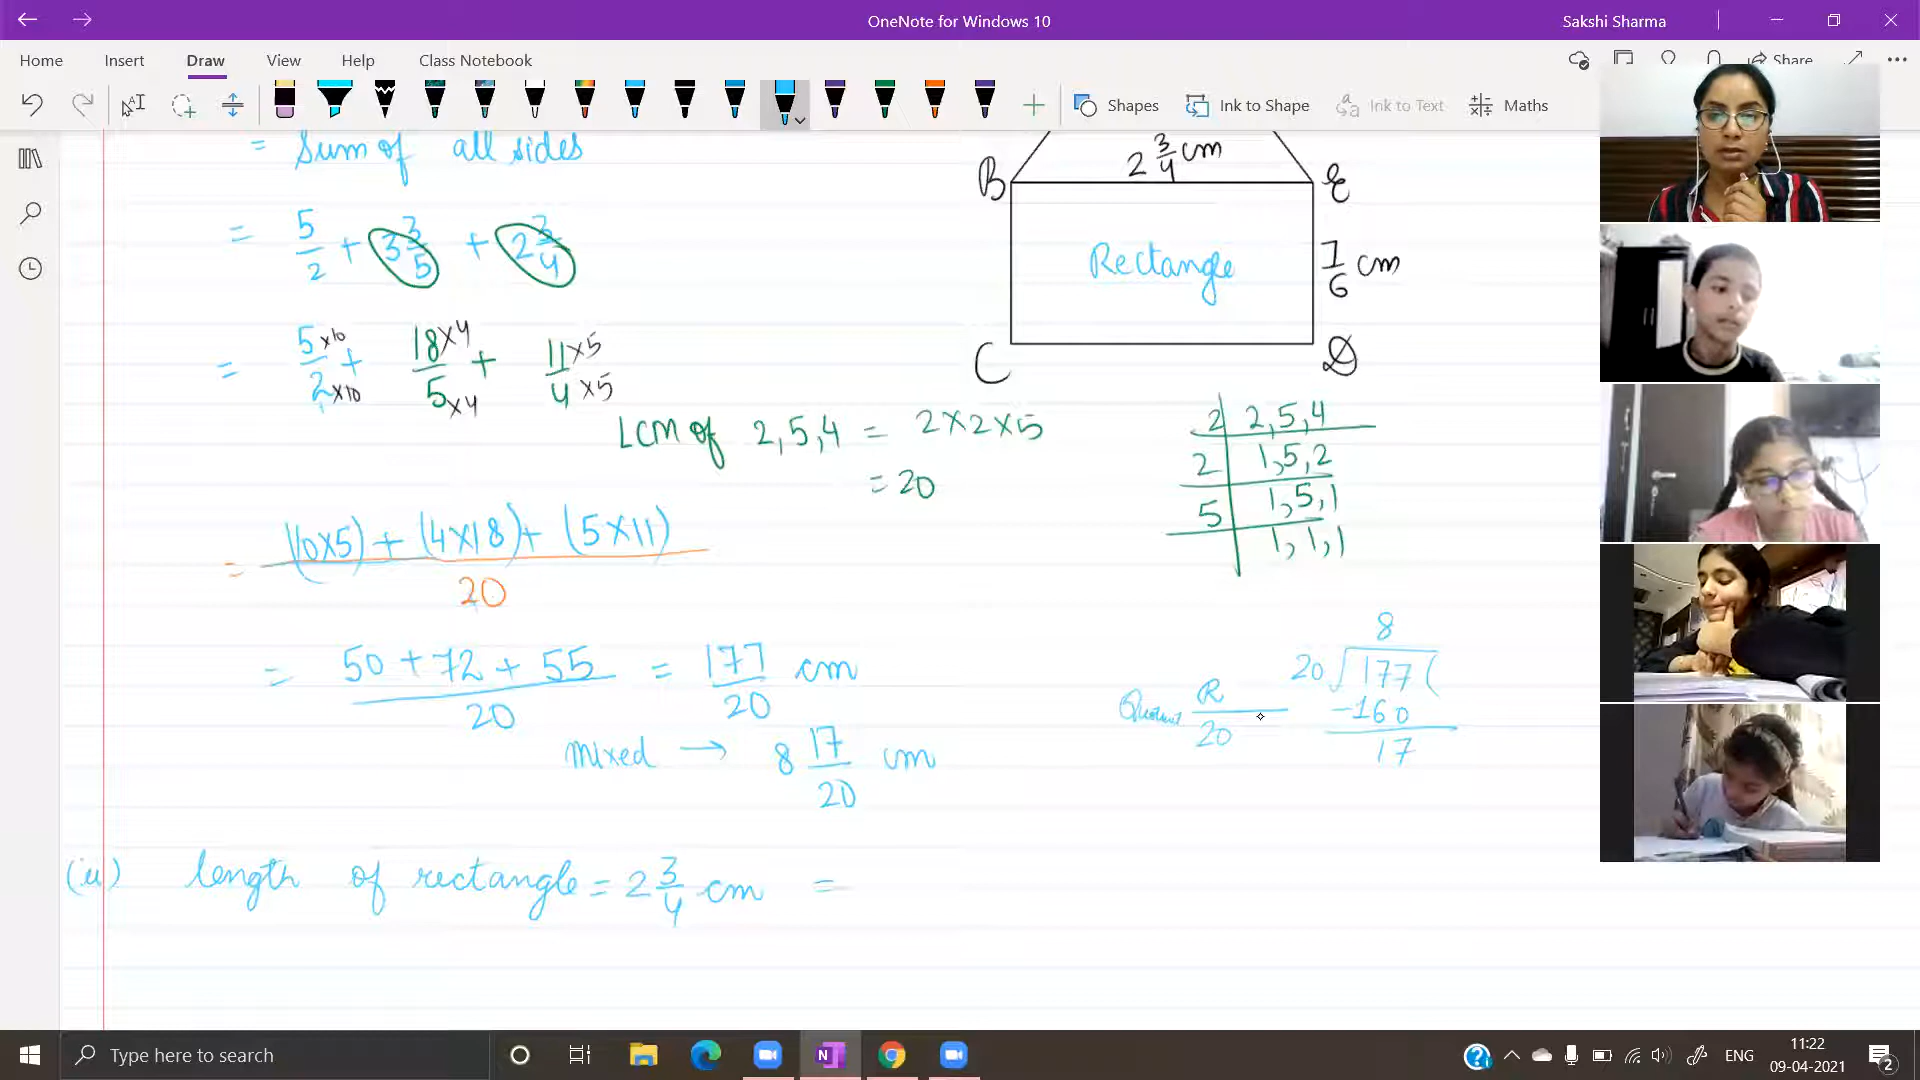 OneNote for Windows 10
Sakshi Sharma
Home Insert Draw View Help Class Notebook
Share
Shapes Ink to Shape Ink to Text Maths
= Sum of all sides
= 5/2 + 3 3/5 + 2 3/4
= 5×10/2×10 + 18×4/5×4 + 11×5/4×5
LCM of 2,5,4 = 2×2×5
= 20
= (10×5) + (4×18) + (5×11)
20
= 50 + 72 + 55 / 20 = 177/20 cm
mixed → 8 17/20 cm
(ii) length of rectangle = 2 3/4 cm =
2 3/4 cm
B E
Rectangle 7/6 cm
C D
2 2,5,4
2 1,5,2
5 1,5,1
1,1,1
8
20 177
-160
17
Quotient R/20
Type here to search
ENG
11:22
09-04-2021
2